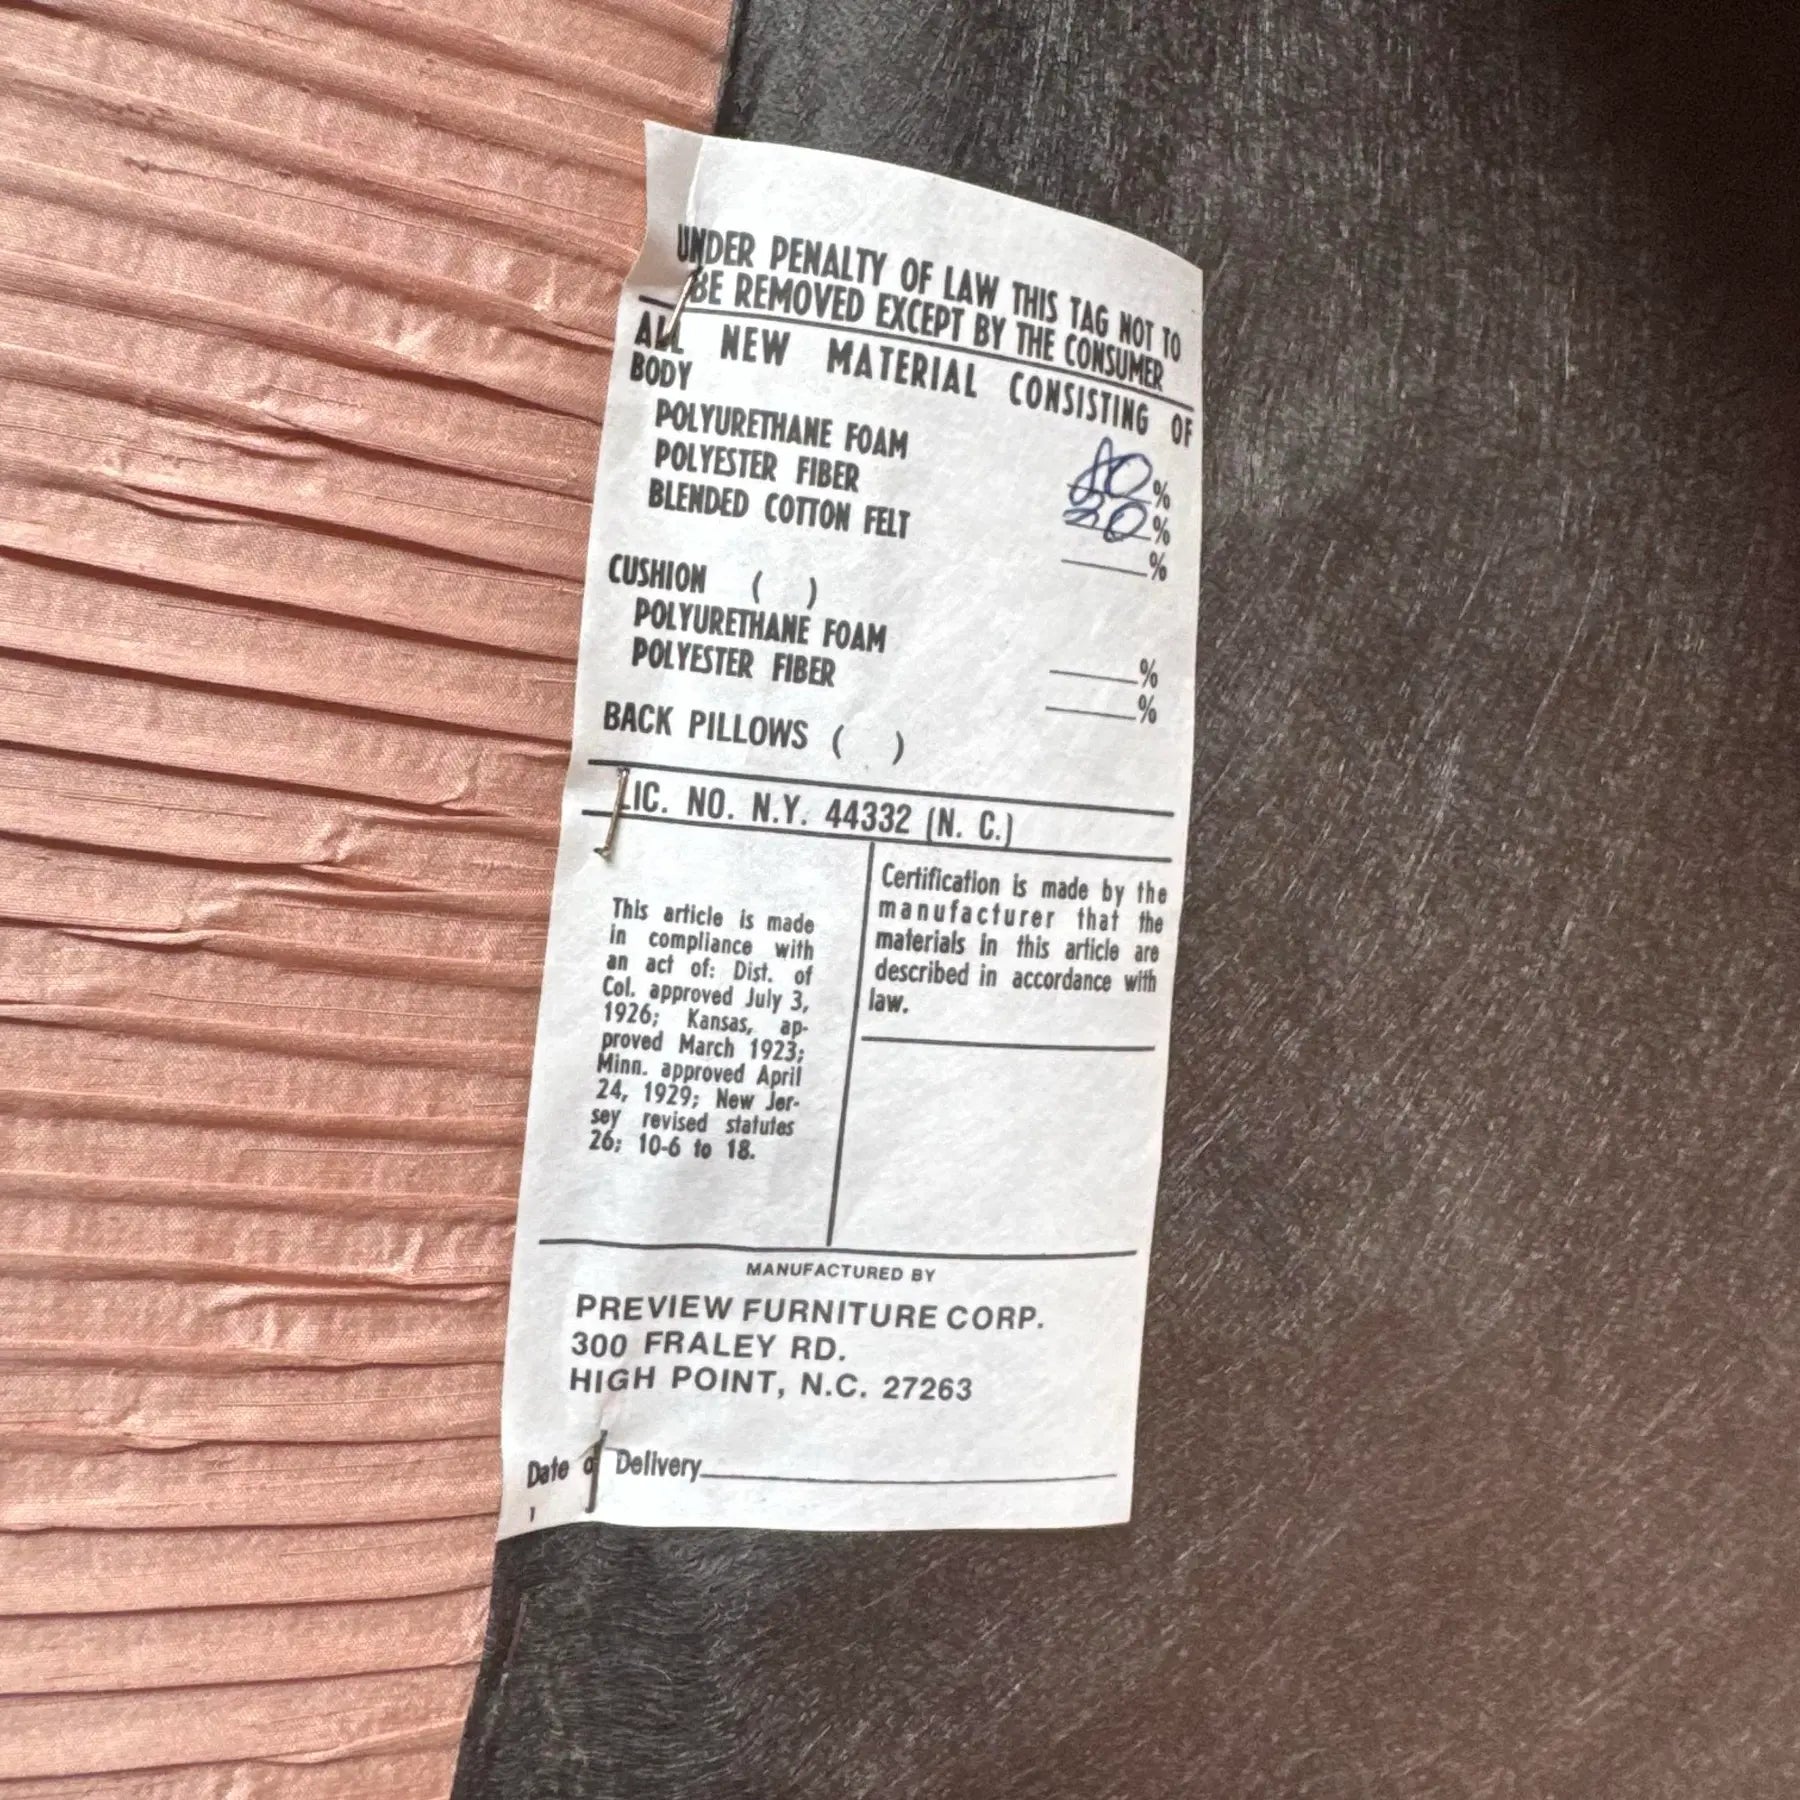 UNDER PENALTY OF LAW THIS TAG NOT TO
BE REMOVED EXCEPT BY THE CONSUMER
ALL NEW MATERIAL CONSISTING OF
BODY
POLYURETHANE FOAM 80%
POLYESTER FIBER 20%
BLENDED COTTON FELT %
CUSHION ( )
POLYURETHANE FOAM %
POLYESTER FIBER %
BACK PILLOWS ( )
LIC. NO. N.Y. 44332 (N. C.)
This article is made
in compliance with
an act of: Dist. of
Col. approved July 3,
1926; Kansas, ap-
proved March 1923;
Minn. approved April
24, 1929; New Jer-
sey revised statutes
26; 10-6 to 18.
Certification is made by the
manufacturer that the
materials in this article are
described in accordance with
law.
MANUFACTURED BY
PREVIEW FURNITURE CORP.
300 FRALEY RD.
HIGH POINT, N.C. 27263
Date of Delivery